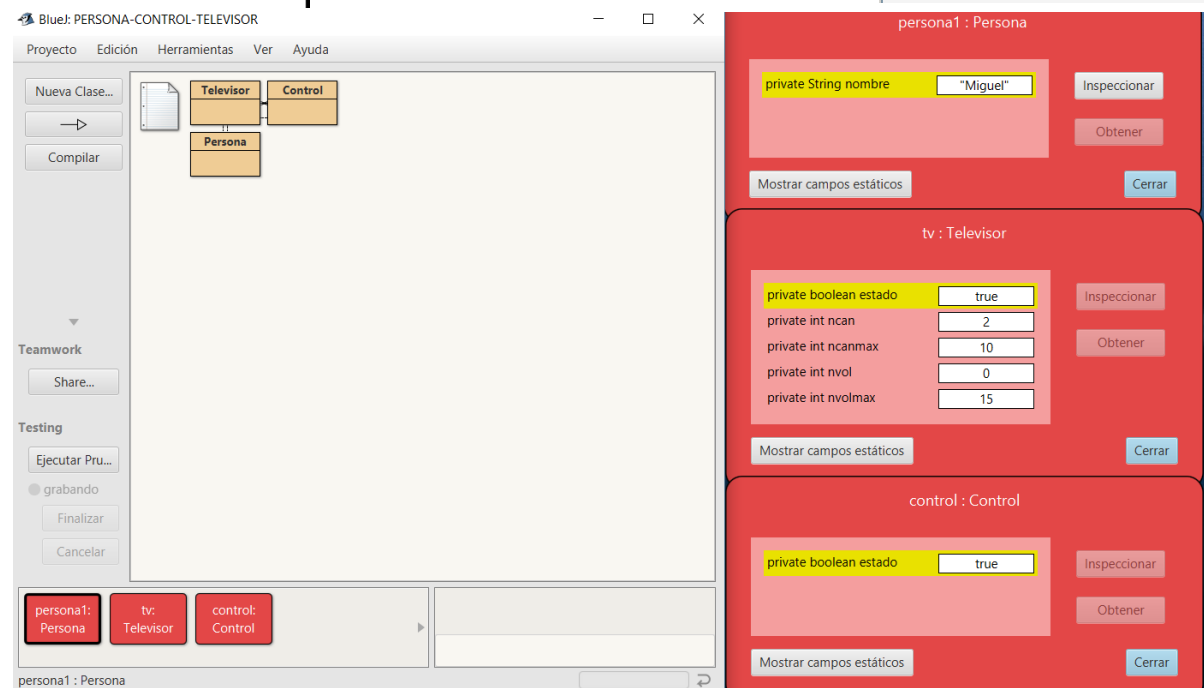 BlueJ: PERSONA-CONTROL-TELEVISOR
Proyecto Edición Herramientas Ver Ayuda
Nueva Clase...
Compilar
Televisor
Control
Persona
Teamwork
Share...
Testing
Ejecutar Pru...
grabando
Finalizar
Cancelar
persona1:
Persona
tv:
Televisor
control:
Control
persona1 : Persona
persona1 : Persona
private String nombre "Miguel"
Inspeccionar
Obtener
Mostrar campos estáticos
Cerrar
tv : Televisor
private boolean estado true
private int ncan 2
private int ncanmax 10
private int nvol 0
private int nvolmax 15
Inspeccionar
Obtener
Mostrar campos estáticos
Cerrar
control : Control
private boolean estado true
Inspeccionar
Obtener
Mostrar campos estáticos
Cerrar